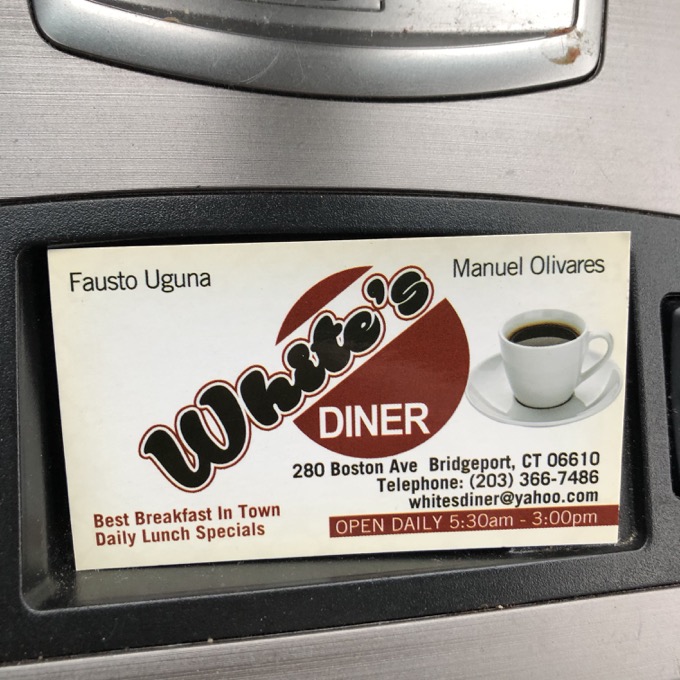 Fausto Uguna
Manuel Olivares
White's
DINER
280 Boston Ave Bridgeport, CT 06610
Telephone: (203) 366-7486
whitesdiner@yahoo.com
Best Breakfast In Town
Daily Lunch Specials
OPEN DAILY 5:30am - 3:00pm